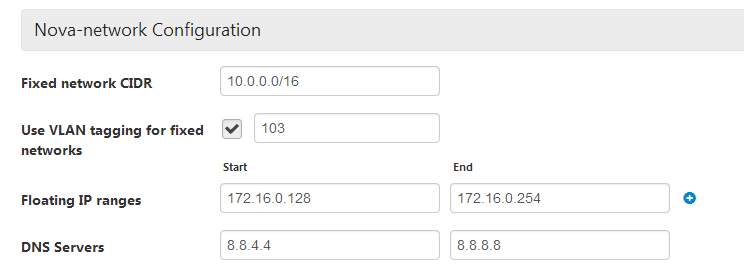 Nova-network Configuration
Fixed network CIDR 10.0.0.0/16
Use VLAN tagging for fixed networks 103
Start End
Floating IP ranges 172.16.0.128 172.16.0.254
DNS Servers 8.8.4.4 8.8.8.8